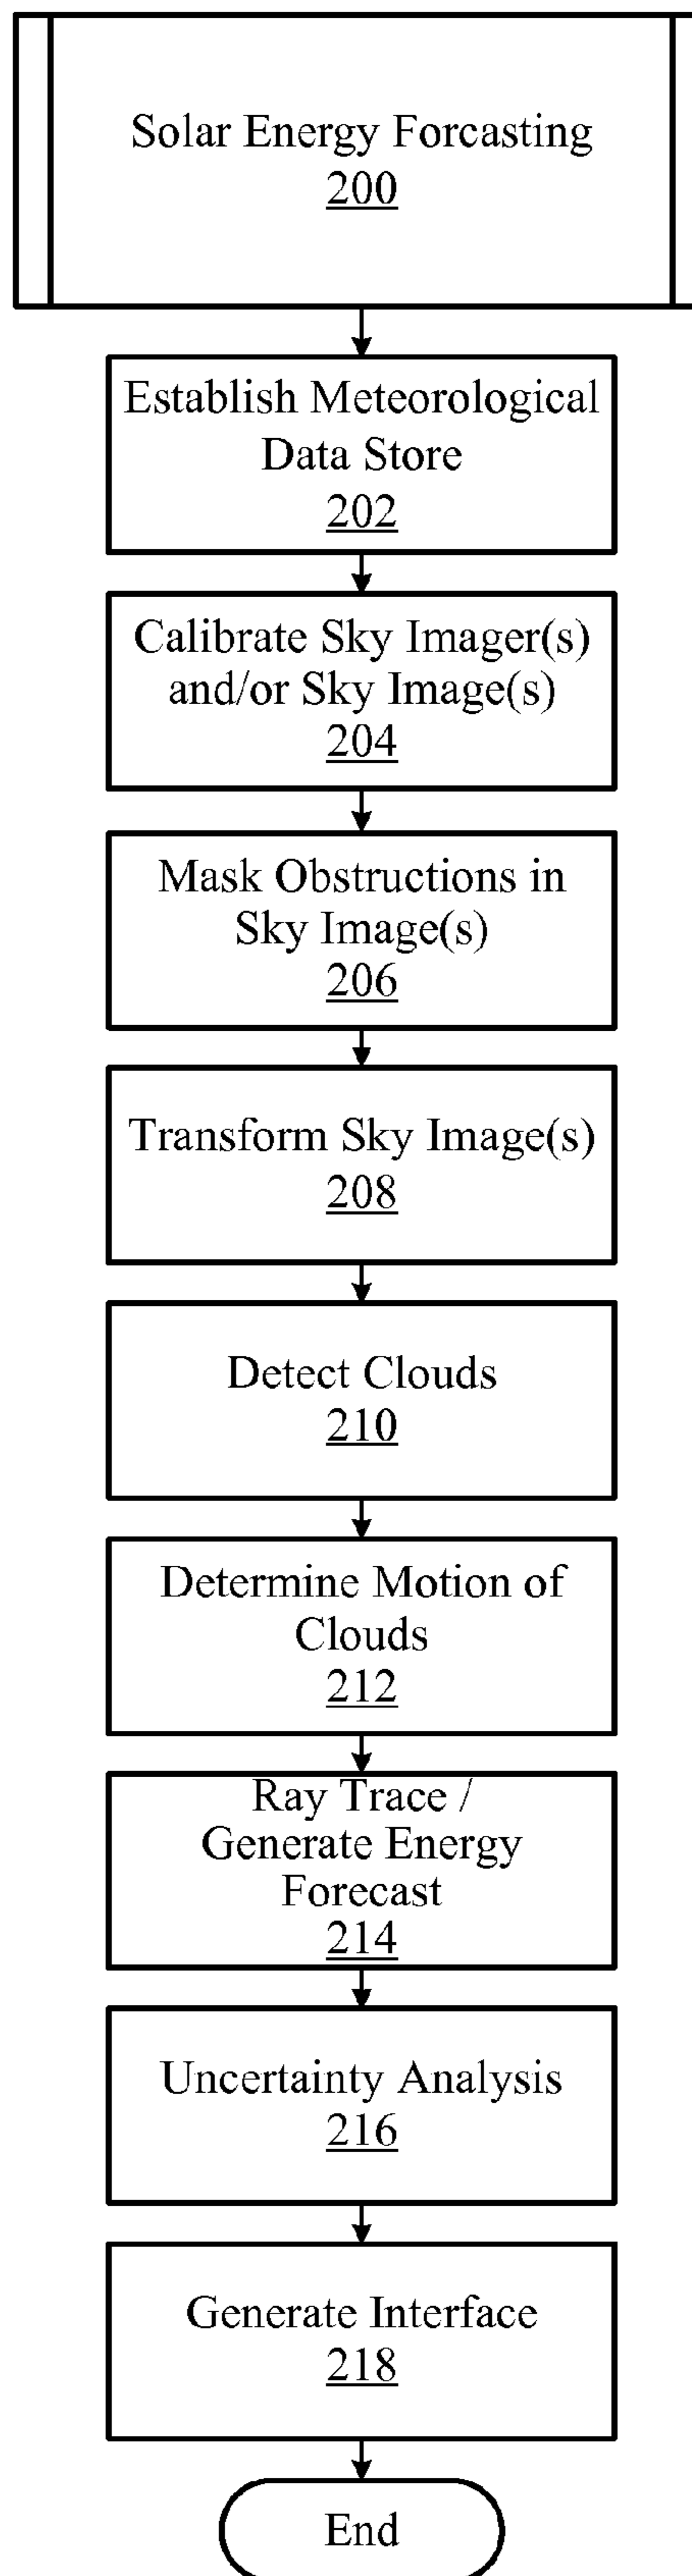 Solar Energy Forcasting
200
Establish Meteorological
Data Store
202
Calibrate Sky Imager(s)
and/or Sky Image(s)
204
Mask Obstructions in
Sky Image(s)
206
Transform Sky Image(s)
208
Detect Clouds
210
Determine Motion of
Clouds
212
Ray Trace /
Generate Energy
Forecast
214
Uncertainty Analysis
216
Generate Interface
218
End